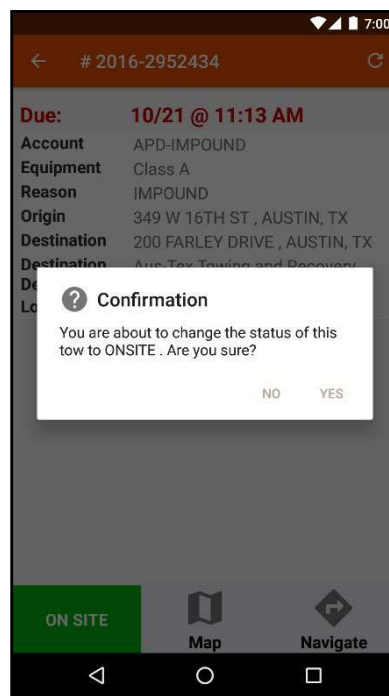 7:00
# 2016-2952434
Due: 10/21 @ 11:13 AM
Account APD-IMPOUND
Equipment Class A
Reason IMPOUND
Origin 349 W 16TH ST , AUSTIN, TX
Destination 200 FARLEY DRIVE , AUSTIN, TX
Destination Aus-Tex Towing and Recovery
De
Lo
Confirmation
You are about to change the status of this
tow to ONSITE . Are you sure?
NO YES
ON SITE
Map Navigate